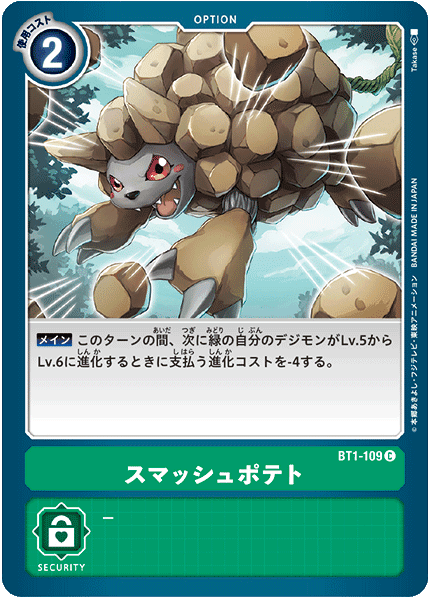 OPTION
使用コスト
2
Takase
©本郷あきよし・フジテレビ・東映アニメーション BANDAI MADE IN JAPAN
メイン このターンの間、次に緑の自分のデジモンがLv.5から
Lv.6に進化するときに支払う進化コストを-4する。
BT1-109 C
スマッシュポテト
SECURITY
–